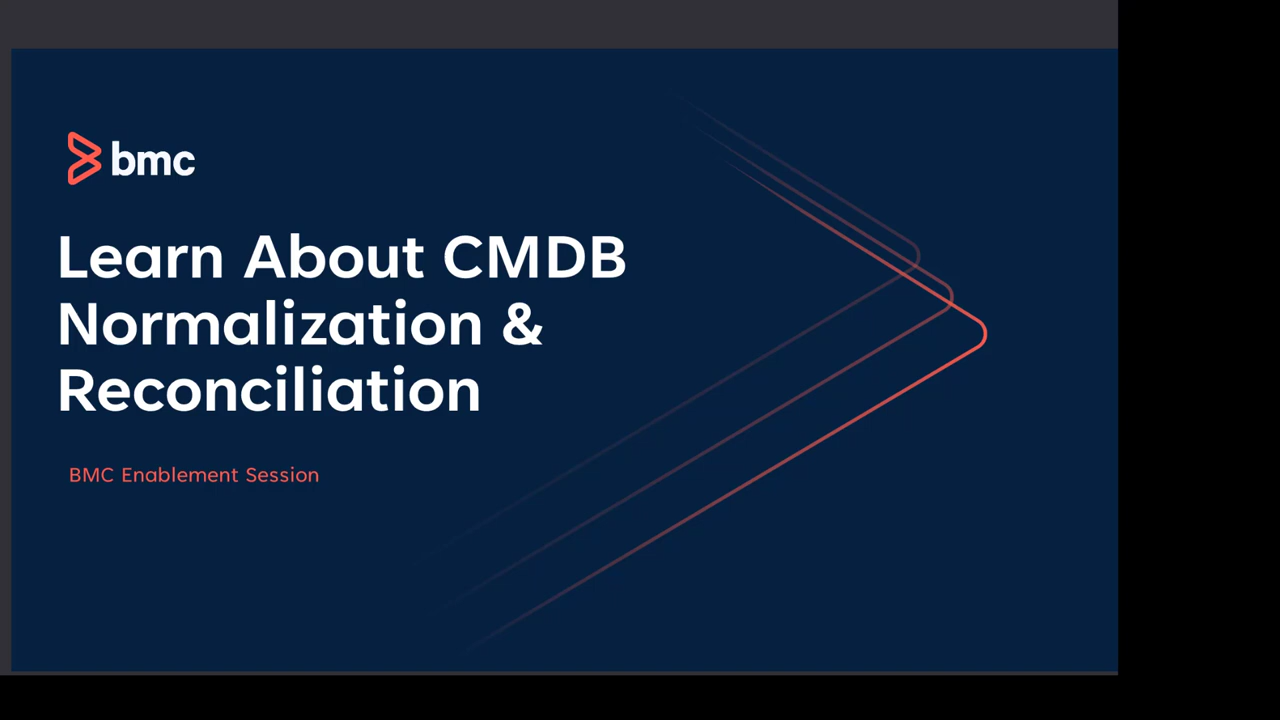 bmc
Learn About CMDB
Normalization &
Reconciliation
BMC Enablement Session